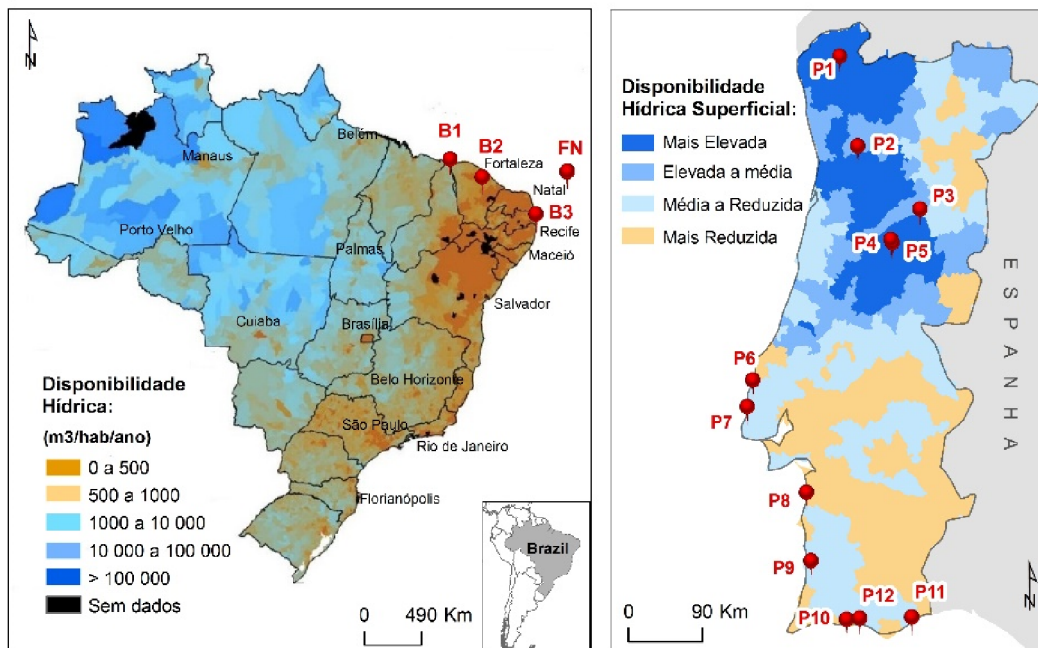 N
B1
B2
FN
Belém
Fortaleza
Manaus
Natal
B3
Porto Velho
Recife
Palmas
Maceió
Salvador
Cuiaba
Brasília
Belo Horizonte
São Paulo
Rio de Janeiro
Florianópolis
Disponibilidade
Hídrica:
(m3/hab/ano)
0 a 500
500 a 1000
1000 a 10 000
10 000 a 100 000
> 100 000
Sem dados
0 490 Km
Brazil
Disponibilidade
Hídrica Superficial:
Mais Elevada
Elevada a média
Média a Reduzida
Mais Reduzida
P1
P2
P3
P4
P5
ESPANHA
P6
P7
P8
P9
P10
P12
P11
0 90 Km
N